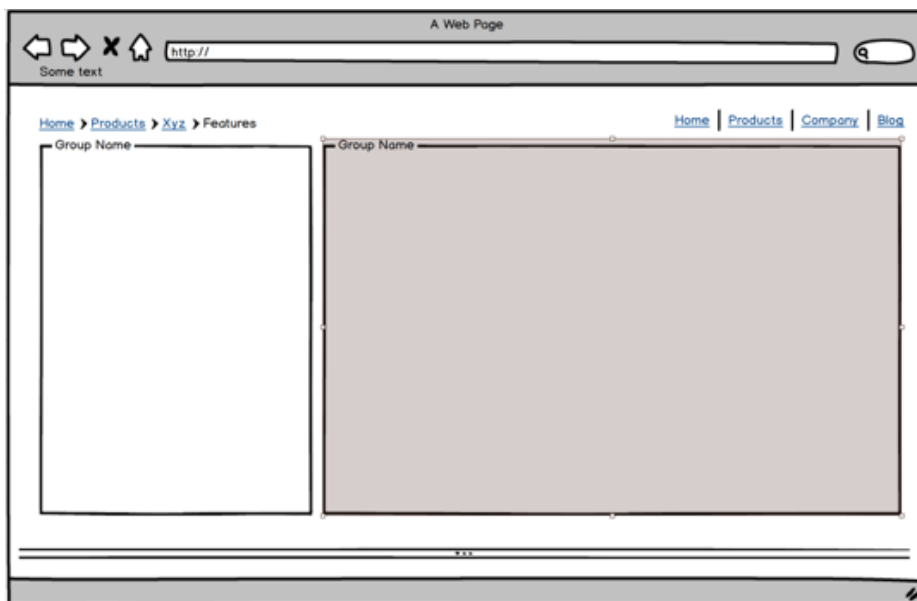 A Web Page
http://
Some text
Home Products Xyz Features
Home Products Company Blog
Group Name
Group Name